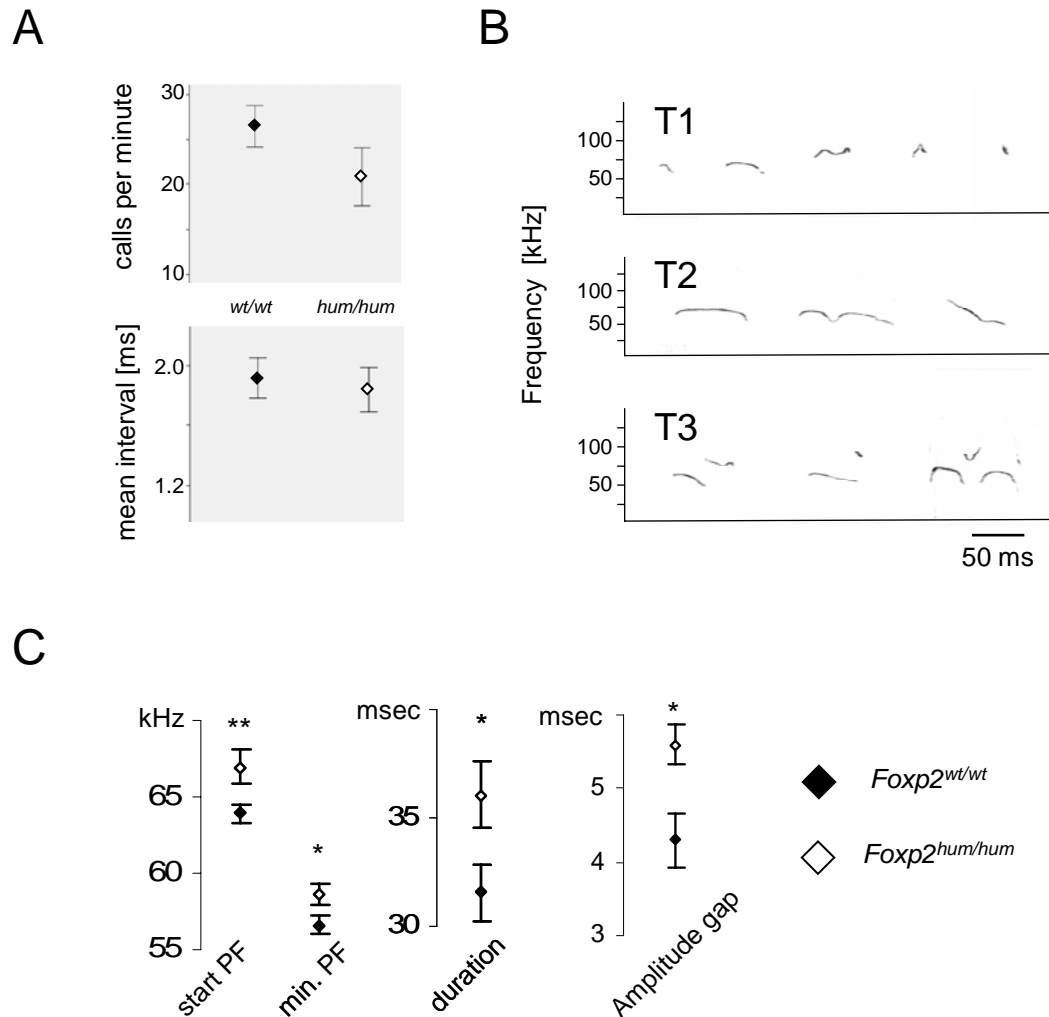 A
30
20
10
calls per minute
wt/wt hum/hum
2.0
1.2
mean interval [ms]
B
Frequency [kHz]
T1
100
50
T2
100
50
T3
100
50
50 ms
C
kHz
65
60
55
**
*
start PF
min. PF
msec
35
30
*
duration
msec
5
4
3
*
Amplitude gap
Foxp2wt/wt
Foxp2hum/hum